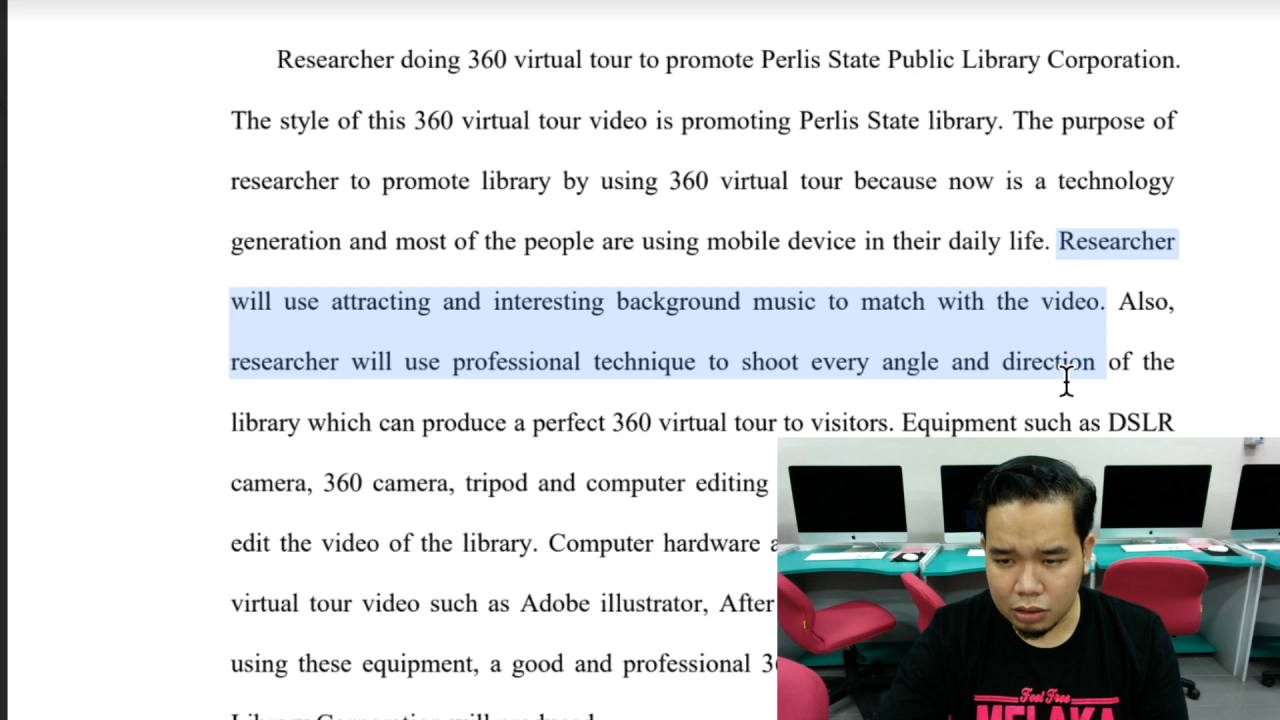 Researcher doing 360 virtual tour to promote Perlis State Public Library Corporation.
The style of this 360 virtual tour video is promoting Perlis State library. The purpose of
researcher to promote library by using 360 virtual tour because now is a technology
generation and most of the people are using mobile device in their daily life. Researcher
will use attracting and interesting background music to match with the video. Also,
researcher will use professional technique to shoot every angle and direction of the
library which can produce a perfect 360 virtual tour to visitors. Equipment such as DSLR
camera, 360 camera, tripod and computer editing
edit the video of the library. Computer hardware
virtual tour video such as Adobe illustrator, After
using these equipment, a good and professional
Library Corporation will produced.
Feel Free
MELAKA